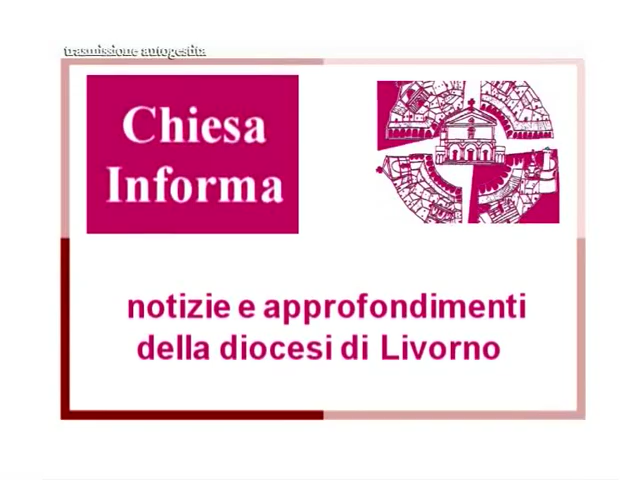 trasmissione autogestita
Chiesa
Informa
notizie e approfondimenti
della diocesi di Livorno